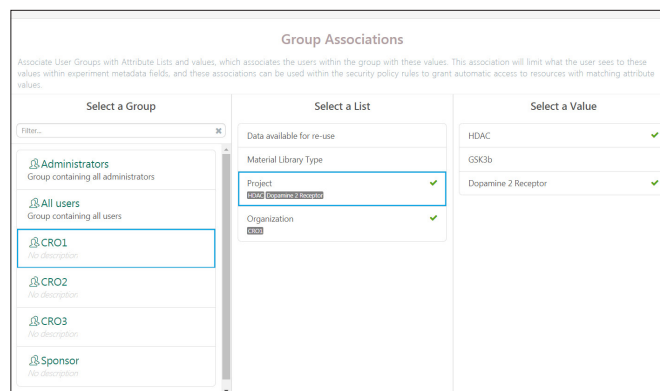 Group Associations
Associate User Groups with Attribute Lists and values, which associates the users within the group with these values. This association will limit what the user sees to these
values within experiment metadata fields, and these associations can be used within the security policy rules to grant automatic access to resources with matching attribute
values.
Select a Group
Filter...
Administrators
Group containing all administrators
All users
Group containing all users
CRO1
No description
CRO2
No description
CRO3
No description
Sponsor
No description
Select a List
Data available for re-use
Material Library Type
Project
HDAC Dopamine 2 Receptor
Organization
CRO1
Select a Value
HDAC
GSK3b
Dopamine 2 Receptor